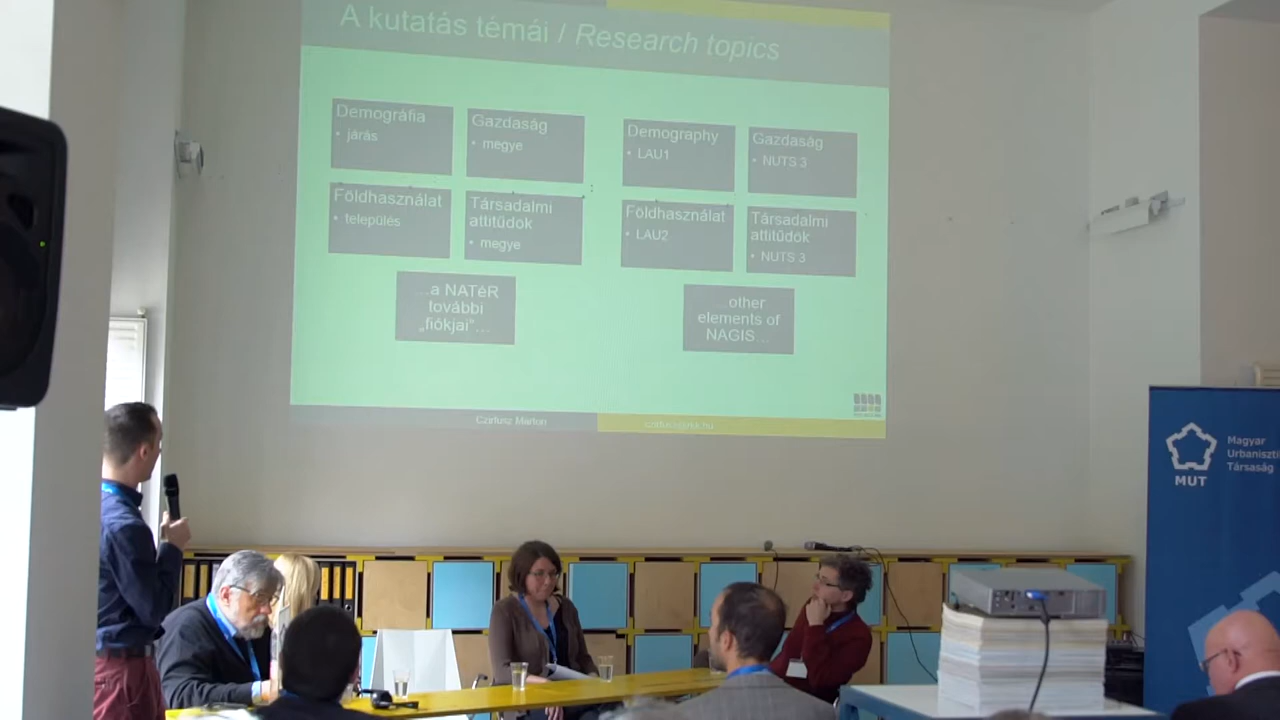 A kutatás témái / Research topics
Demográfia
• járás
Gazdaság
• megye
Földhasználat
• település
Társadalmi
attitűdök
• megye
…a NATéR
további
„fiókjai”…
Demography
• LAU1
Gazdaság
• NUTS 3
Földhasználat
• LAU2
Társadalmi
attitűdök
• NUTS 3
…other
elements of
NAGIS…
Czirfusz Márton
MUT
Magyar
Urbaniszti
Társaság